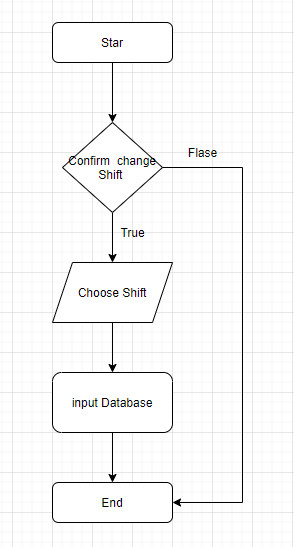 Star
Confirm change
Shift
Flase
True
Choose Shift
input Database
End